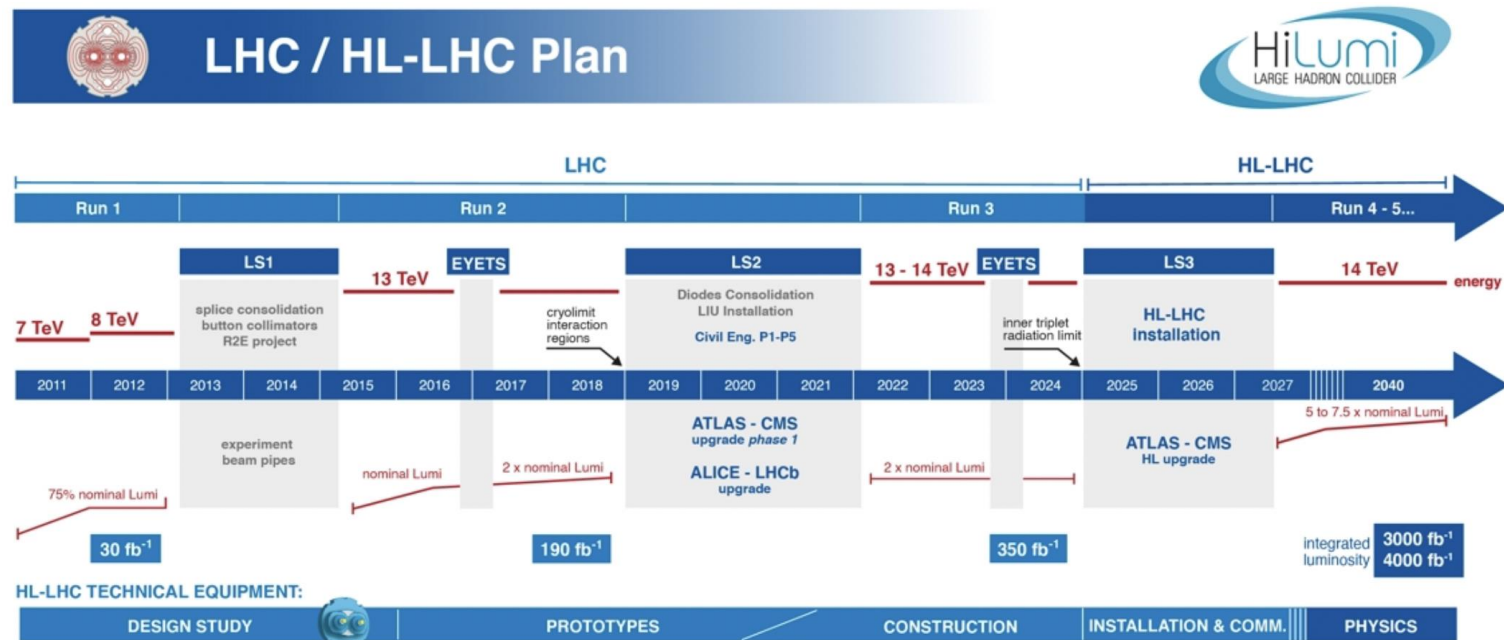 LHC / HL-LHC Plan
HiLumi
LARGE HADRON COLLIDER
LHC
HL-LHC
Run 1
Run 2
Run 3
Run 4 - 5...
LS1
EYETS
LS2
EYETS
LS3
13 TeV
13 - 14 TeV
14 TeV
energy
7 TeV
8 TeV
splice consolidation
button collimators
R2E project
cryolimit
interaction
regions
Diodes Consolidation
LIU Installation
Civil Eng. P1-P5
inner triplet
radiation limit
HL-LHC
installation
2011
2012
2013
2014
2015
2016
2017
2018
2019
2020
2021
2022
2023
2024
2025
2026
2027
2040
experiment
beam pipes
75% nominal Lumi
nominal Lumi
2 x nominal Lumi
ATLAS - CMS
upgrade phase 1
ALICE - LHCb
upgrade
2 x nominal Lumi
ATLAS - CMS
HL upgrade
5 to 7.5 x nominal Lumi
30 fb⁻¹
190 fb⁻¹
350 fb⁻¹
integrated
luminosity
3000 fb⁻¹
4000 fb⁻¹
HL-LHC TECHNICAL EQUIPMENT:
DESIGN STUDY
PROTOTYPES
CONSTRUCTION
INSTALLATION & COMM.
PHYSICS